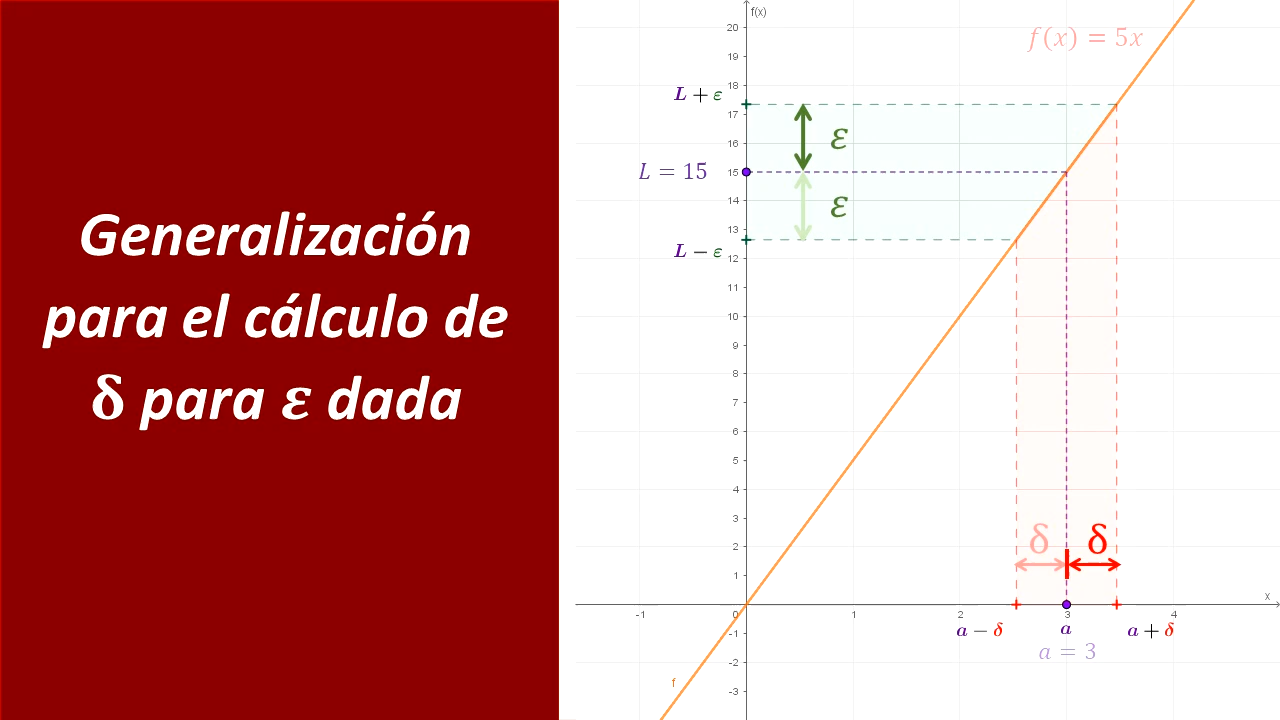 Generalización
para el cálculo de
δ para ε dada
f(x)
20
19
18
17
16
15
14
13
12
11
10
9
8
7
6
5
4
3
2
1
0
-1
-2
-3
-1
1
2
3
4
x
f(x) = 5x
L + ε
ε
L = 15
ε
L − ε
δ δ
a − δ a a + δ
a = 3
f